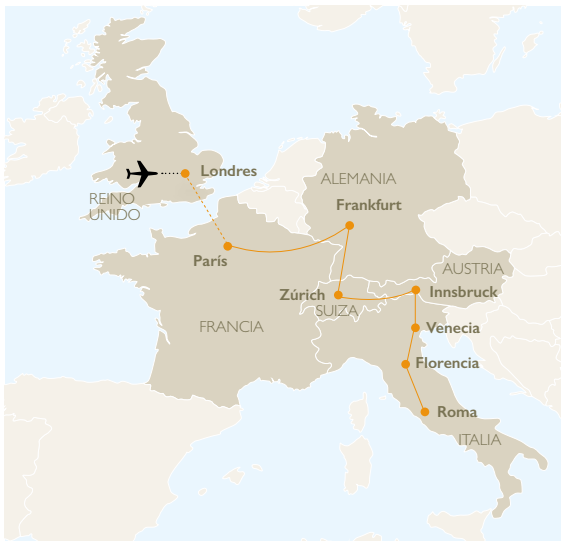 Londres
ALEMANIA
REINO
UNIDO
Frankfurt
París
AUSTRIA
Zúrich
Innsbruck
SUIZA
FRANCIA
Venecia
Florencia
Roma
ITALIA